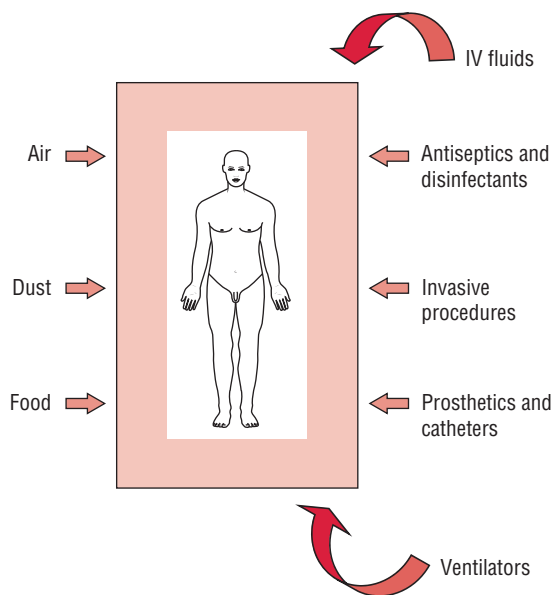 IV fluids
Air
Antiseptics and
disinfectants
Dust
Invasive
procedures
Food
Prosthetics and
catheters
Ventilators